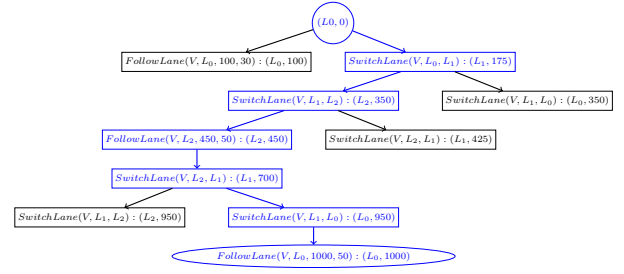 (L0, 0)
FollowLane(V, L₀, 100, 30) : (L₀, 100)
SwitchLane(V, L₀, L₁) : (L₁, 175)
SwitchLane(V, L₁, L₂) : (L₂, 350)
SwitchLane(V, L₁, L₀) : (L₀, 350)
FollowLane(V, L₂, 450, 50) : (L₂, 450)
SwitchLane(V, L₂, L₁) : (L₁, 425)
SwitchLane(V, L₂, L₁) : (L₁, 700)
SwitchLane(V, L₁, L₂) : (L₂, 950)
SwitchLane(V, L₁, L₀) : (L₀, 950)
FollowLane(V, L₀, 1000, 50) : (L₀, 1000)